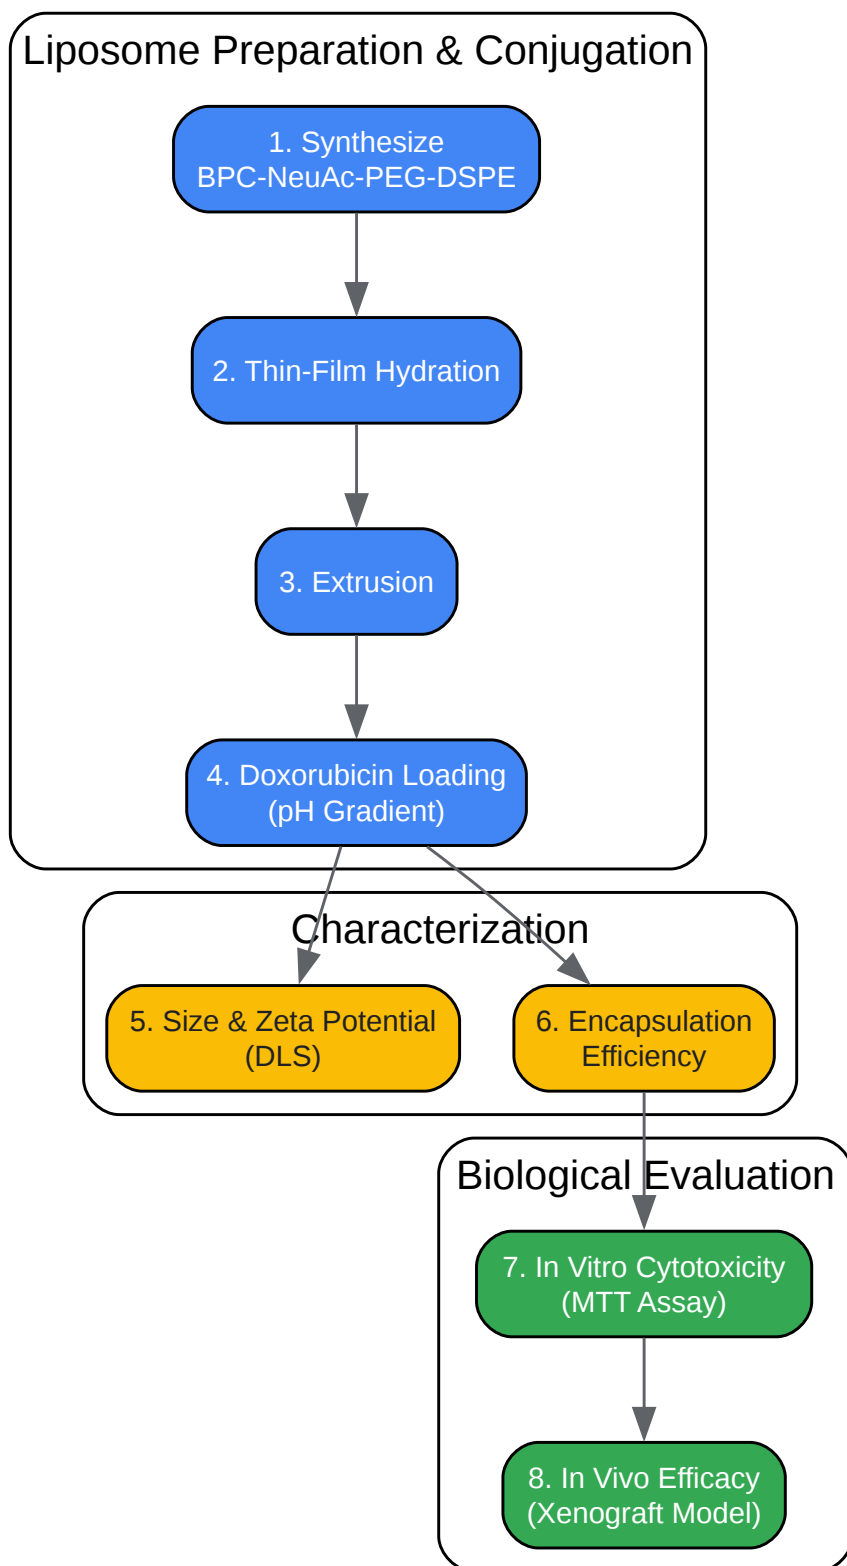 Liposome Preparation & Conjugation
1. Synthesize
BPC-NeuAc-PEG-DSPE
2. Thin-Film Hydration
3. Extrusion
4. Doxorubicin Loading
(pH Gradient)
Characterization
5. Size & Zeta Potential
(DLS)
6. Encapsulation
Efficiency
Biological Evaluation
7. In Vitro Cytotoxicity
(MTT Assay)
8. In Vivo Efficacy
(Xenograft Model)